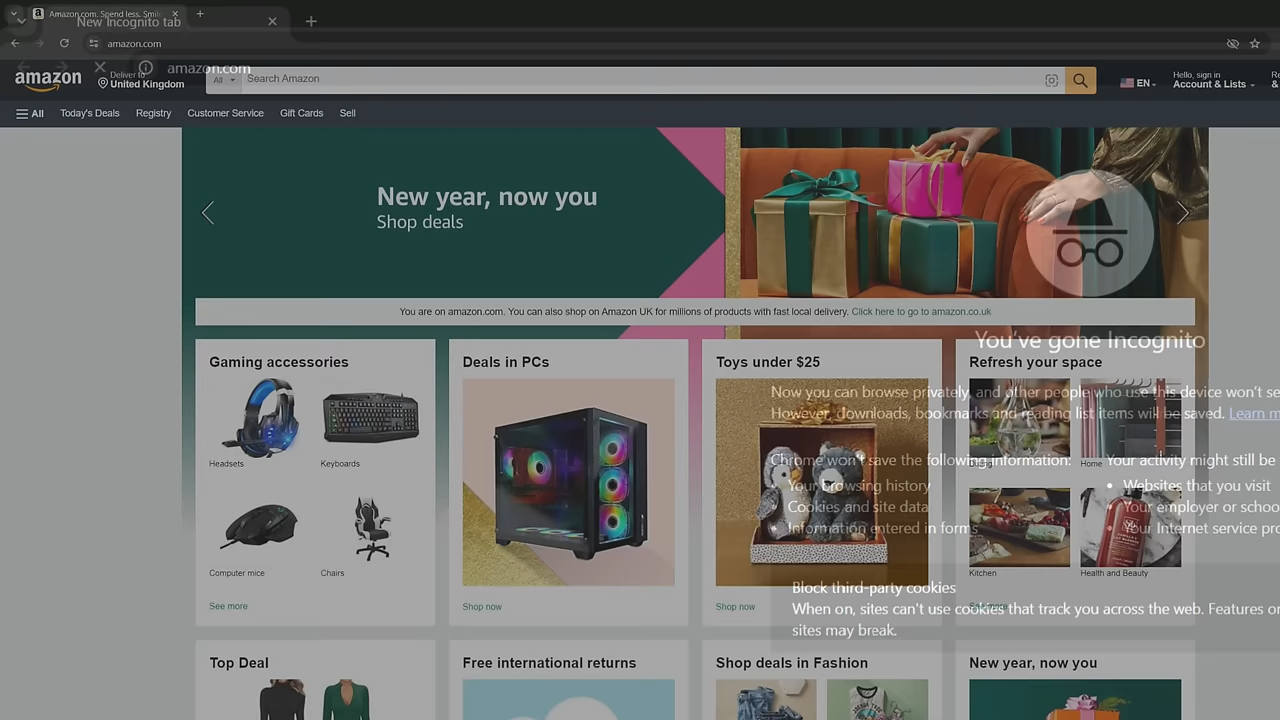 Amazon.com. Spend less. Smi
New Incognito tab
amazon.com
amazon.com
amazon
Deliver to
United Kingdom
All
Search Amazon
EN
Hello, sign in
Account & Lists
Re
&
All
Today's Deals
Registry
Customer Service
Gift Cards
Sell
New year, now you
Shop deals
You are on amazon.com. You can also shop on Amazon UK for millions of products with fast local delivery. Click here to go to amazon.co.uk
You've gone Incognito
Now you can browse privately, and other people who use this device won't se
However, downloads, bookmarks and reading list items will be saved. Learn m
Chrome won't save the following information:
• Your browsing history
• Cookies and site data
• Information entered in forms
Your activity might still be
• Websites that you visit
• Your employer or schoo
• Your Internet service pro
Block third-party cookies
When on, sites can't use cookies that track you across the web. Features or
sites may break.
Gaming accessories
Headsets
Keyboards
Computer mice
Chairs
See more
Deals in PCs
Shop now
Toys under $25
Shop now
Refresh your space
Dining
Home
Kitchen
Health and Beauty
See more
Top Deal
Free international returns
Shop deals in Fashion
New year, now you